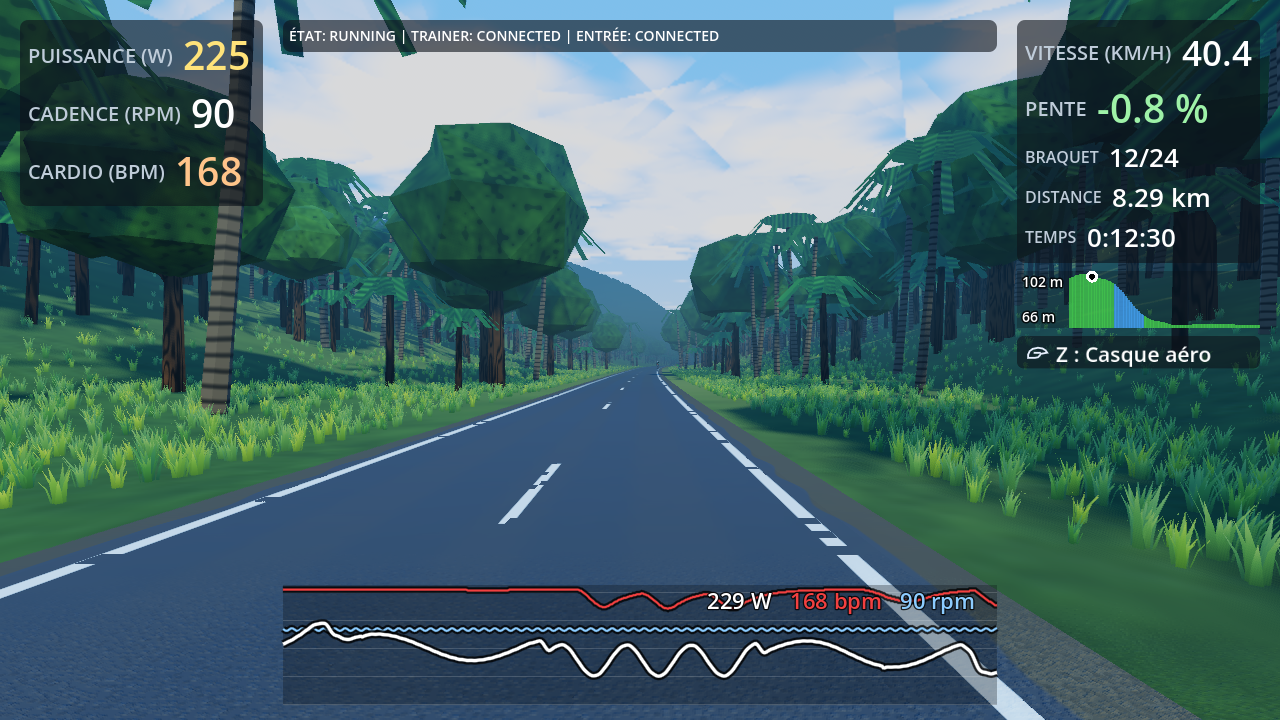 PUISSANCE (W) 225
CADENCE (RPM) 90
CARDIO (BPM) 168
ÉTAT: RUNNING | TRAINER: CONNECTED | ENTRÉE: CONNECTED
VITESSE (KM/H) 40.4
PENTE -0.8 %
BRAQUET 12/24
DISTANCE 8.29 km
TEMPS 0:12:30
102 m
66 m
Z : Casque aéro
229 W 168 bpm 90 rpm